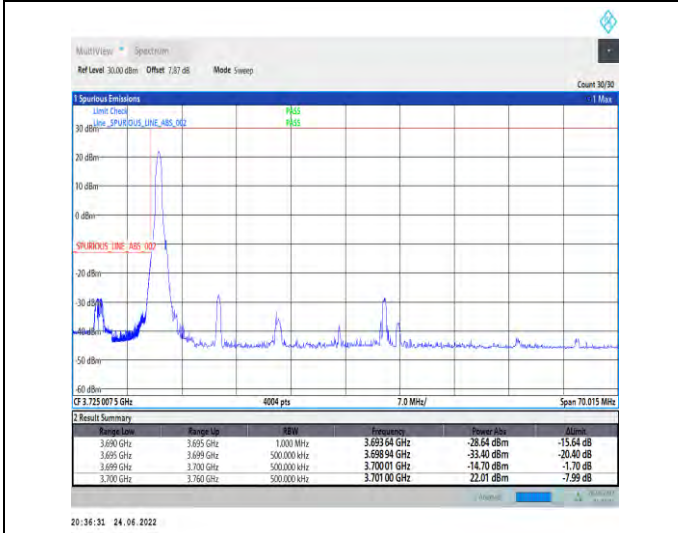 MultiView Spectrum
Ref Level 30.00 dBm Offset 7.87 dB Mode Sweep
Count 30/30
1 Spurious Emissions 1 Max
Limit Check PASS
Line _SPURIOUS_LINE_ABS_002 PASS
30 dBm
20 dBm
10 dBm
0 dBm
SPURIOUS_LINE_ABS_002
-20 dBm
-30 dBm
-40 dBm
-50 dBm
-60 dBm
CF 3.725 007 5 GHz 4004 pts 7.0 MHz/ Span 70.015 MHz
2 Result Summary
Range Low Range Up RBW Frequency Power Abs ΔLimit
3.690 GHz 3.695 GHz 1.000 MHz 3.693 64 GHz -28.64 dBm -15.64 dB
3.695 GHz 3.699 GHz 500.000 kHz 3.698 94 GHz -33.40 dBm -20.40 dB
3.699 GHz 3.700 GHz 500.000 kHz 3.700 01 GHz -14.70 dBm -1.70 dB
3.700 GHz 3.760 GHz 500.000 kHz 3.701 00 GHz 22.01 dBm -7.99 dB
20:36:31 24.06.2022